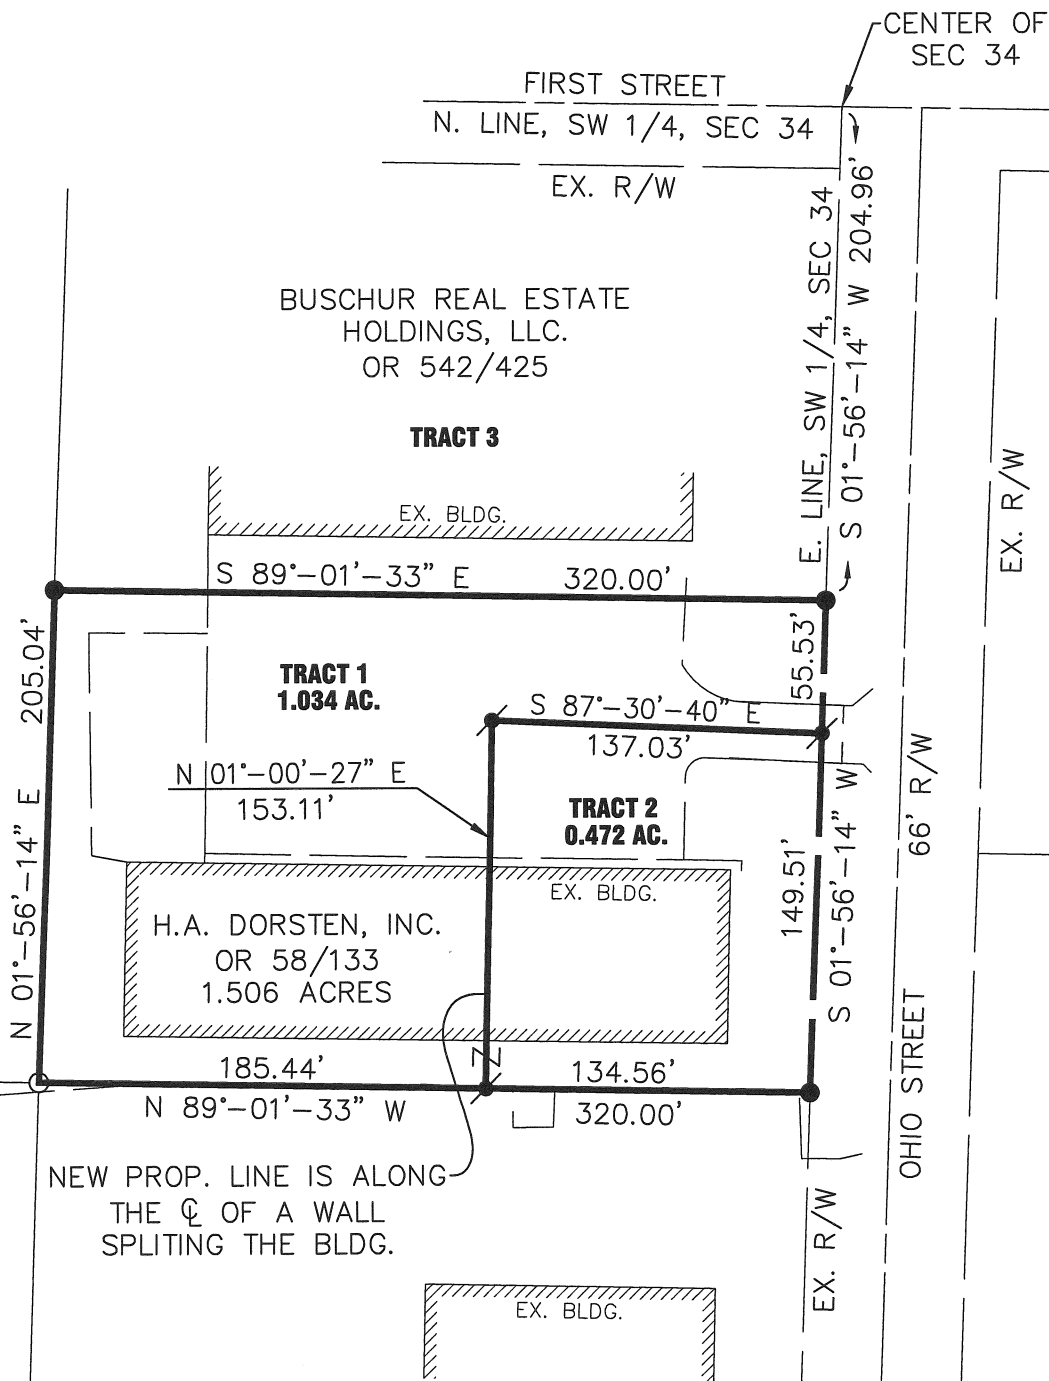 CENTER OF
SEC 34
FIRST STREET
N. LINE, SW 1/4, SEC 34
EX. R/W
E. LINE, SW 1/4, SEC 34
S 01°-56'-14" W 204.96'
BUSCHUR REAL ESTATE
HOLDINGS, LLC.
OR 542/425
TRACT 3
EX. BLDG.
EX. R/W
S 89°-01'-33" E 320.00'
205.04'
N 01°-56'-14" E
TRACT 1
1.034 AC.
55.53'
S 87°-30'-40" E
137.03'
N 01°-00'-27" E
153.11'
TRACT 2
0.472 AC.
66' R/W
149.51'
S 01°-56'-14" W
EX. BLDG.
H.A. DORSTEN, INC.
OR 58/133
1.506 ACRES
OHIO STREET
185.44'
134.56'
N 89°-01'-33" W
320.00'
NEW PROP. LINE IS ALONG
THE ℄ OF A WALL
SPLITING THE BLDG.
EX. R/W
EX. BLDG.